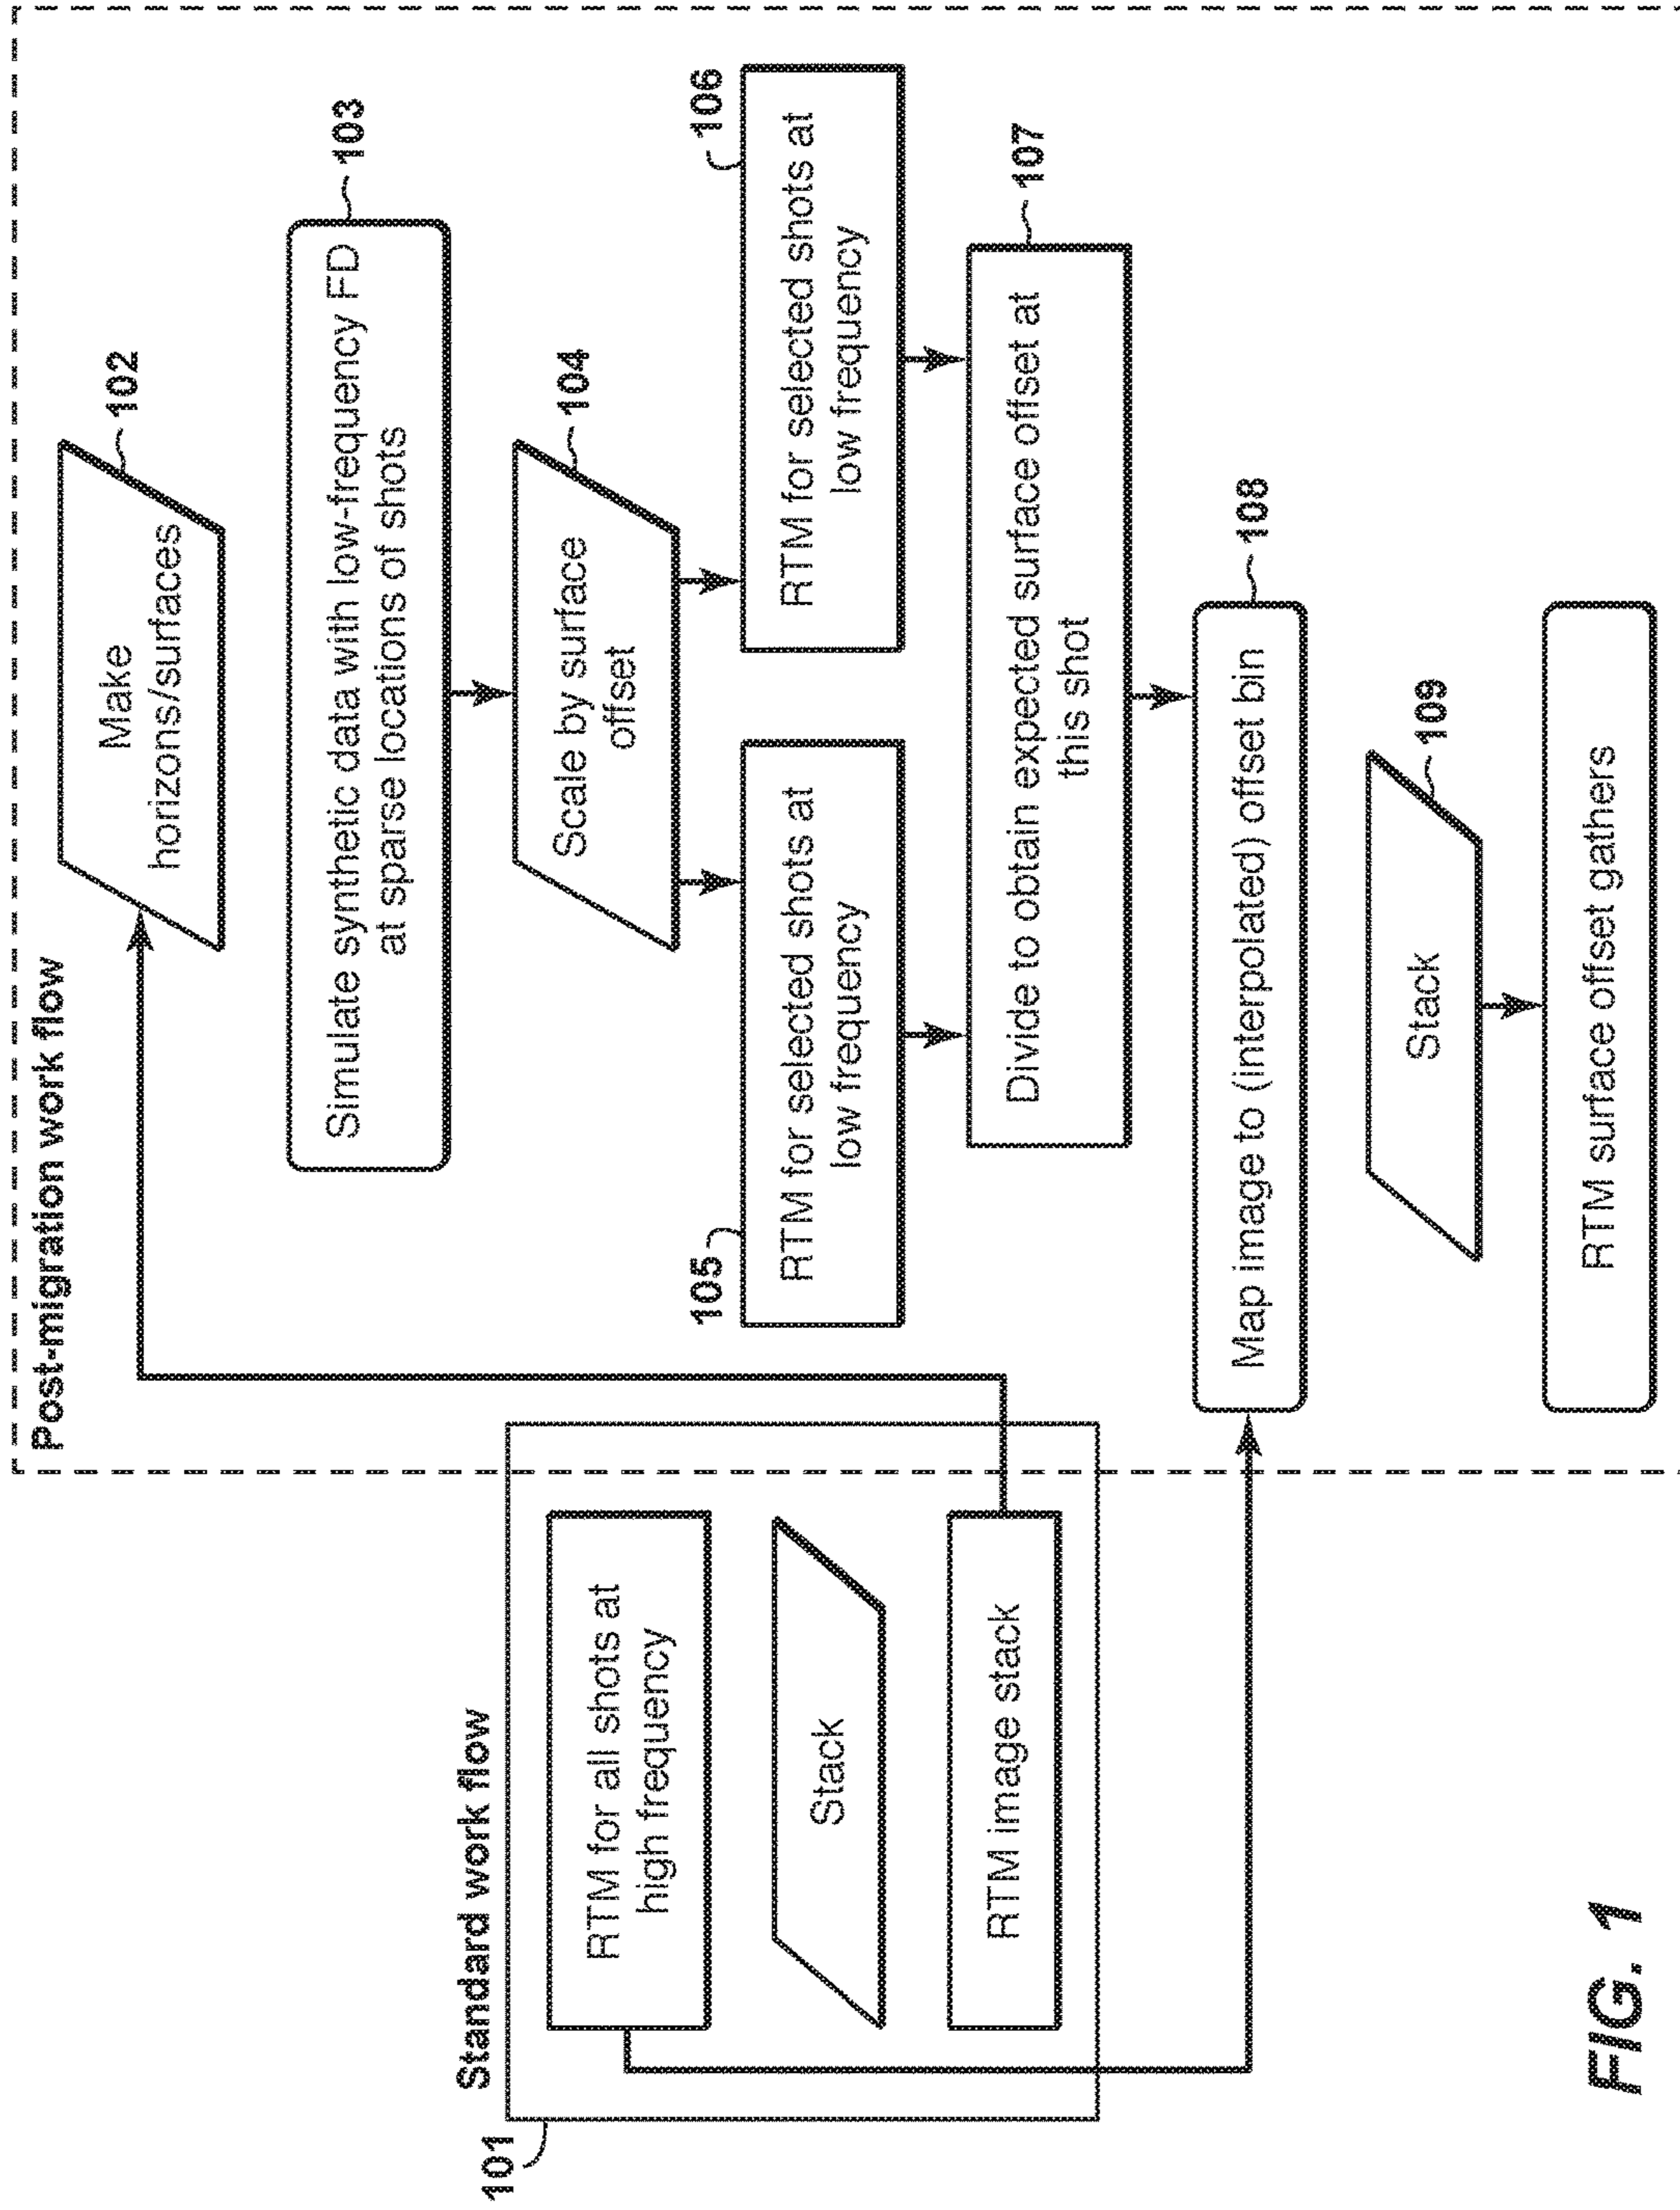 Standard work flow
101
RTM for all shots at
high frequency
Stack
RTM image stack
Post-migration work flow
Make
horizons/surfaces
102
Simulate synthetic data with low-frequency FD
at sparse locations of shots
103
Scale by surface
offset
104
105
RTM for selected shots at
low frequency
106
RTM for selected shots at
low frequency
Divide to obtain expected surface offset at
this shot
107
Map image to (interpolated) offset bin
108
Stack
109
RTM surface offset gathers
FIG. 1